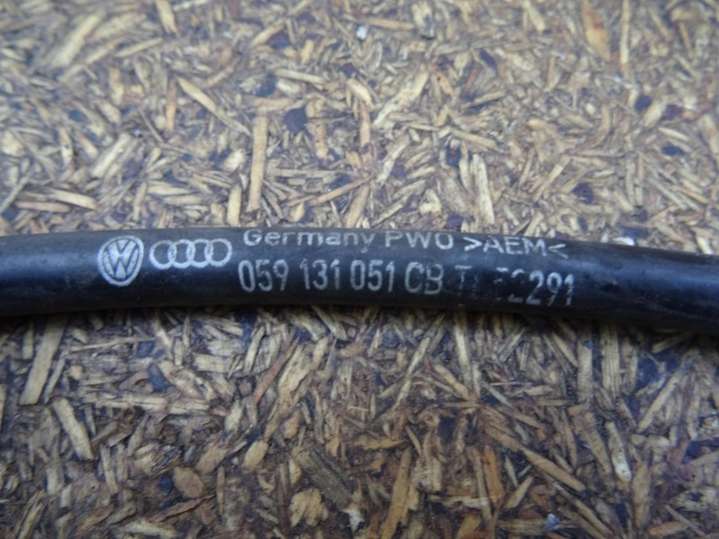 Germany PWO >AEM<
059 131 051 CB